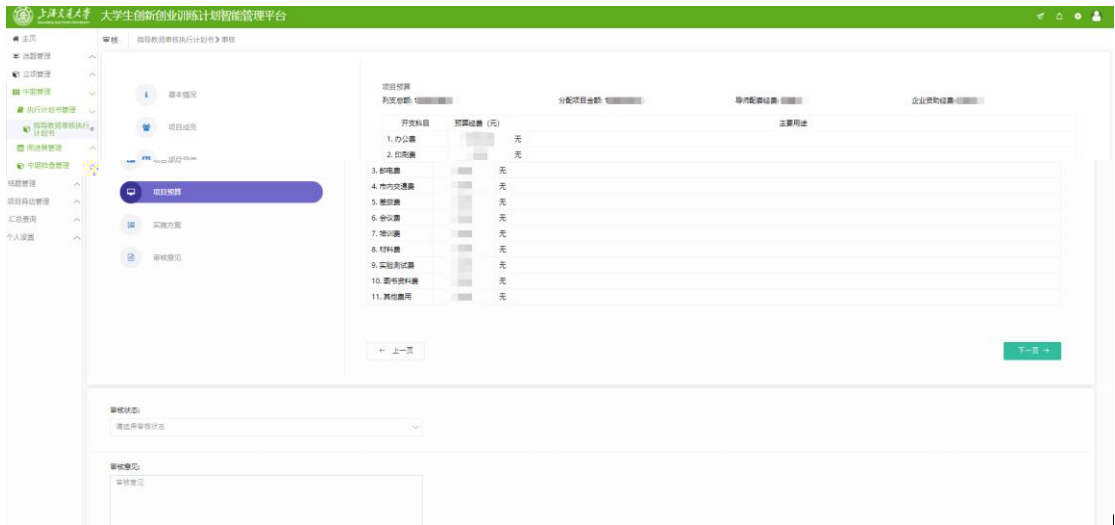 上海交通大学 大学生创新创业训练计划智能管理平台
主页
选题管理
立项管理
中期管理
执行计划书管理
指导教师审核执行计划书
周进展管理
中期检查管理
结题管理
项目异动管理
汇总查询
个人设置
审核 指导教师审核执行计划书 > 审核
基本情况
项目成员
项目预算
实施方案
审核意见
项目预算
列支总额: 分配项目金额: 导师配套经费: 企业资助经费:
开支科目 预算经费（元） 主要用途
1. 办公费 无
2. 印刷费 无
3. 邮电费 无
4. 市内交通费 无
5. 差旅费 无
6. 会议费 无
7. 培训费 无
8. 材料费 无
9. 实验测试费 无
10. 图书资料费 无
11. 其他费用 无
← 上一页
下一页 →
审核状态:
请选择审核状态
审核意见:
审核意见